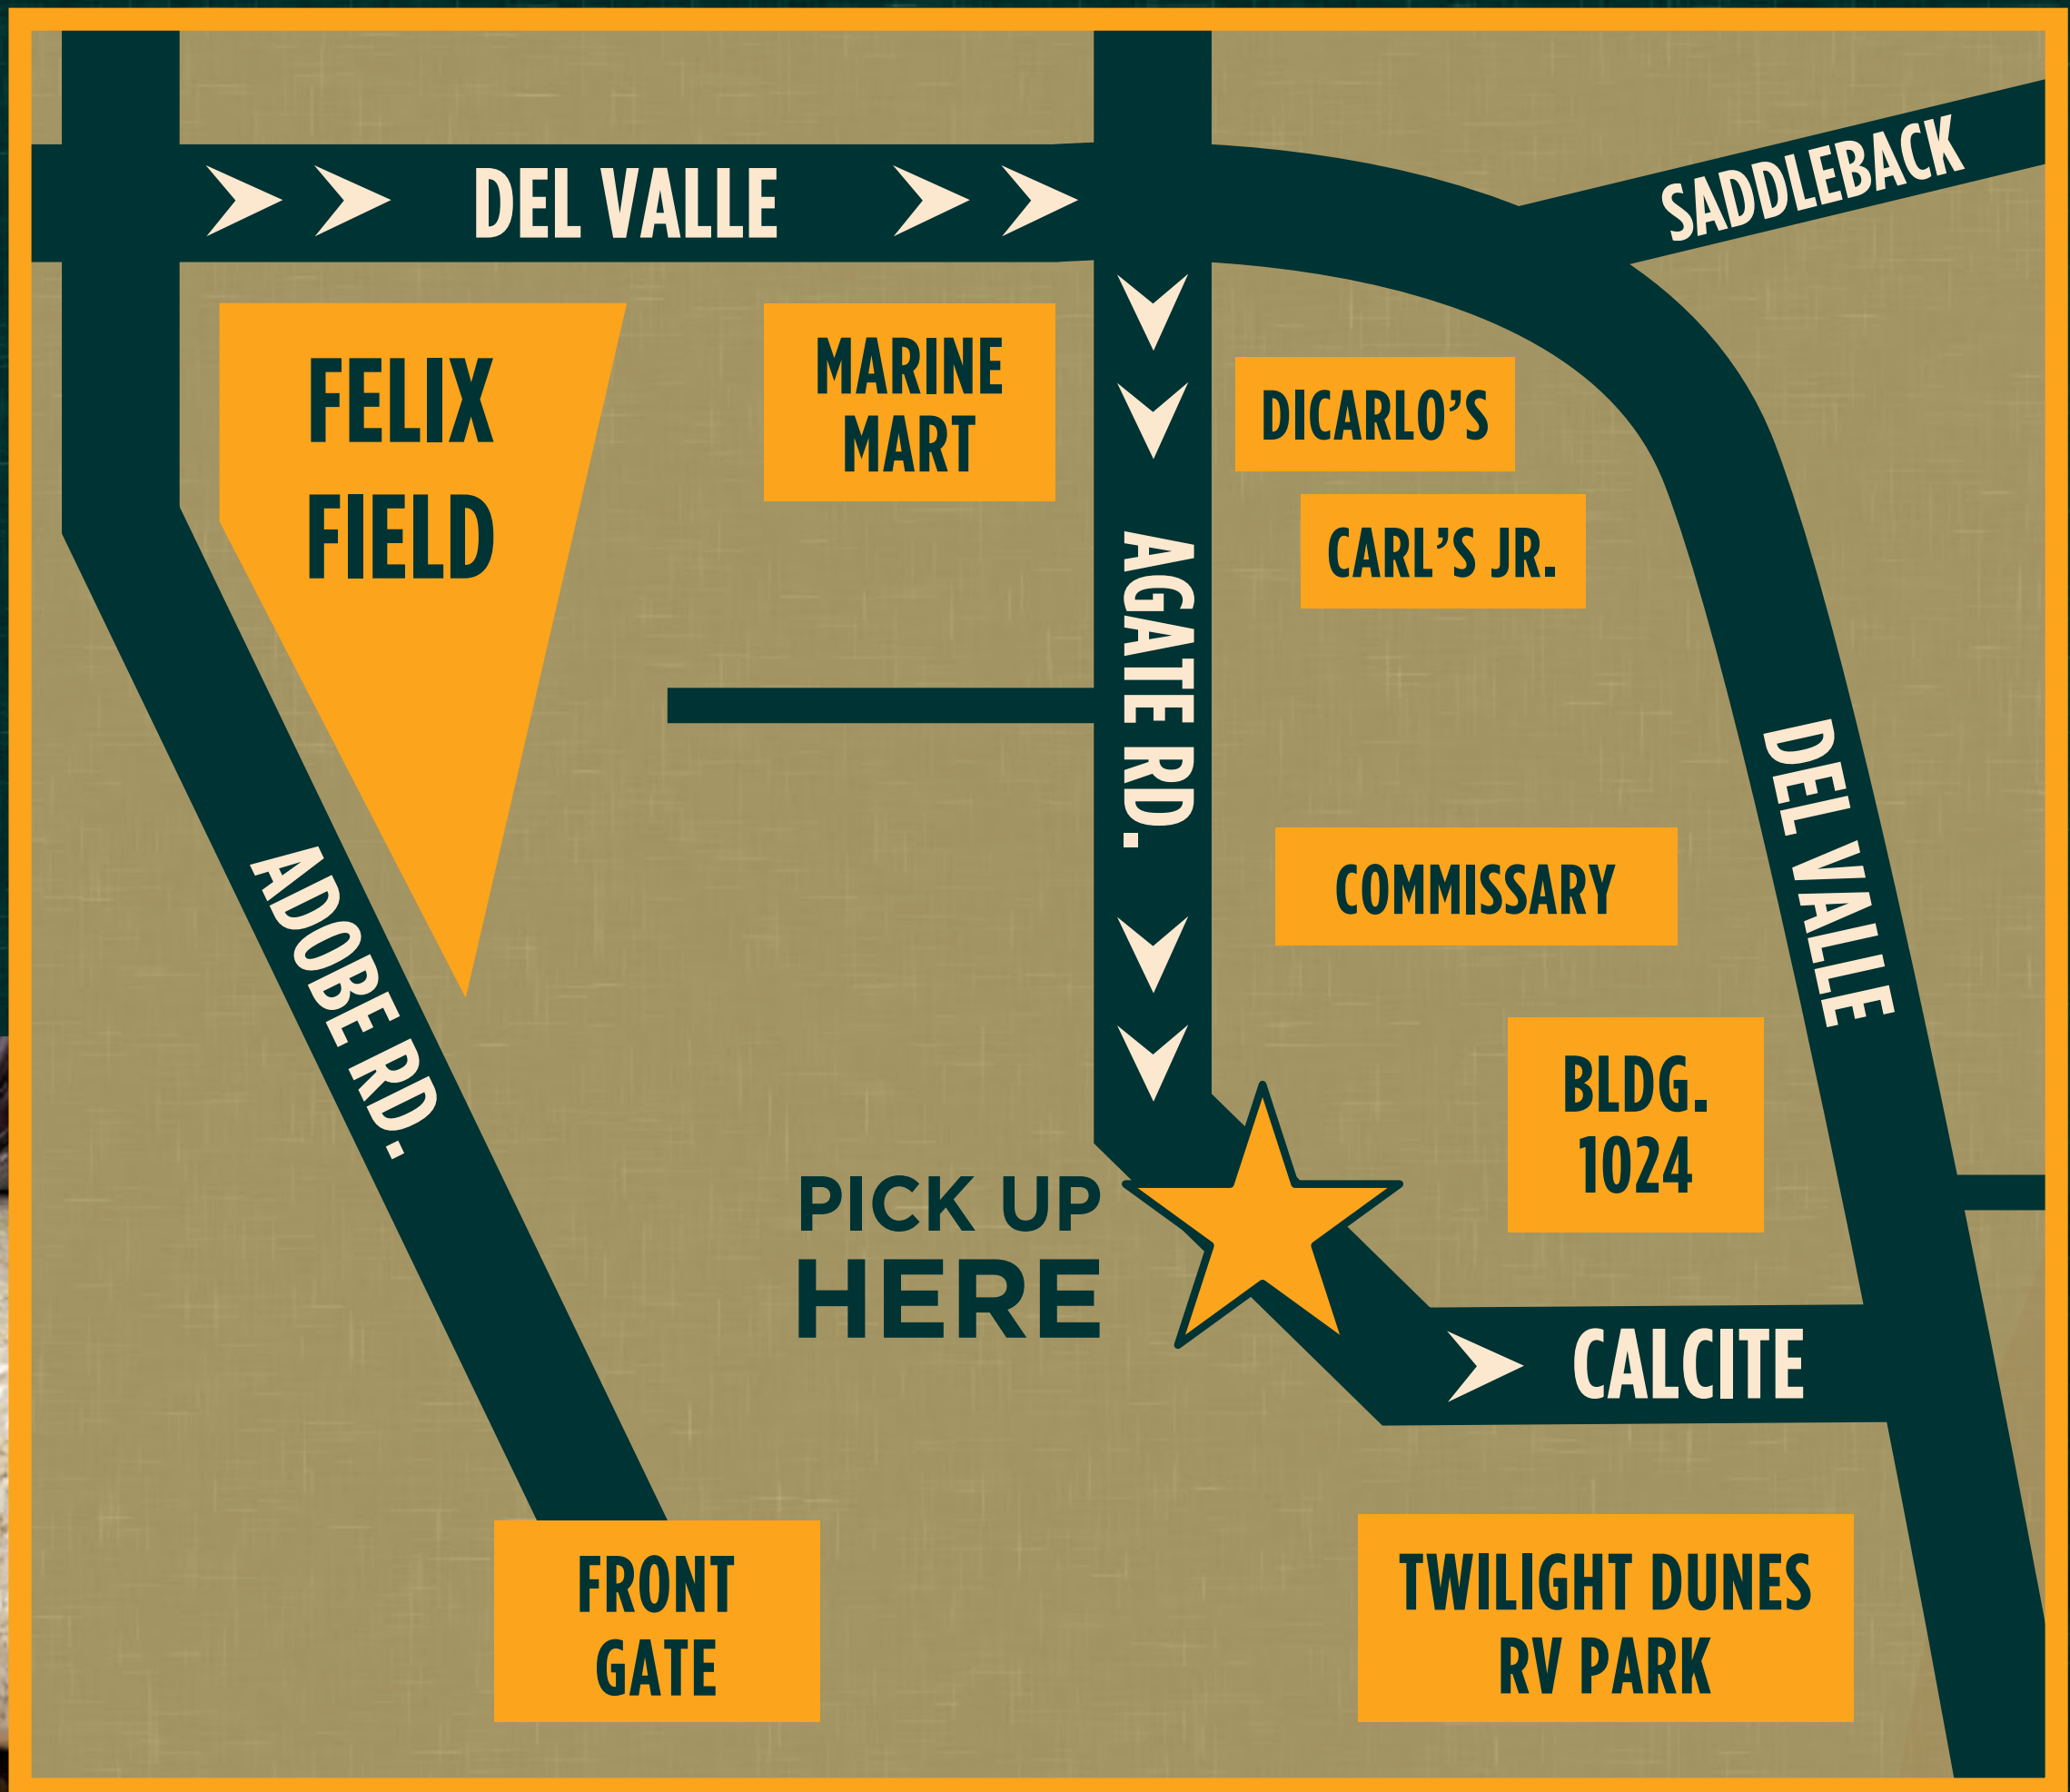 DEL VALLE
SADDLEBACK
FELIX
FIELD
MARINE
MART
DICARLO'S
CARL'S JR.
AGATE RD.
DEL VALLE
COMMISSARY
ADOBE RD.
BLDG.
1024
PICK UP
HERE
CALCITE
FRONT
GATE
TWILIGHT DUNES
RV PARK